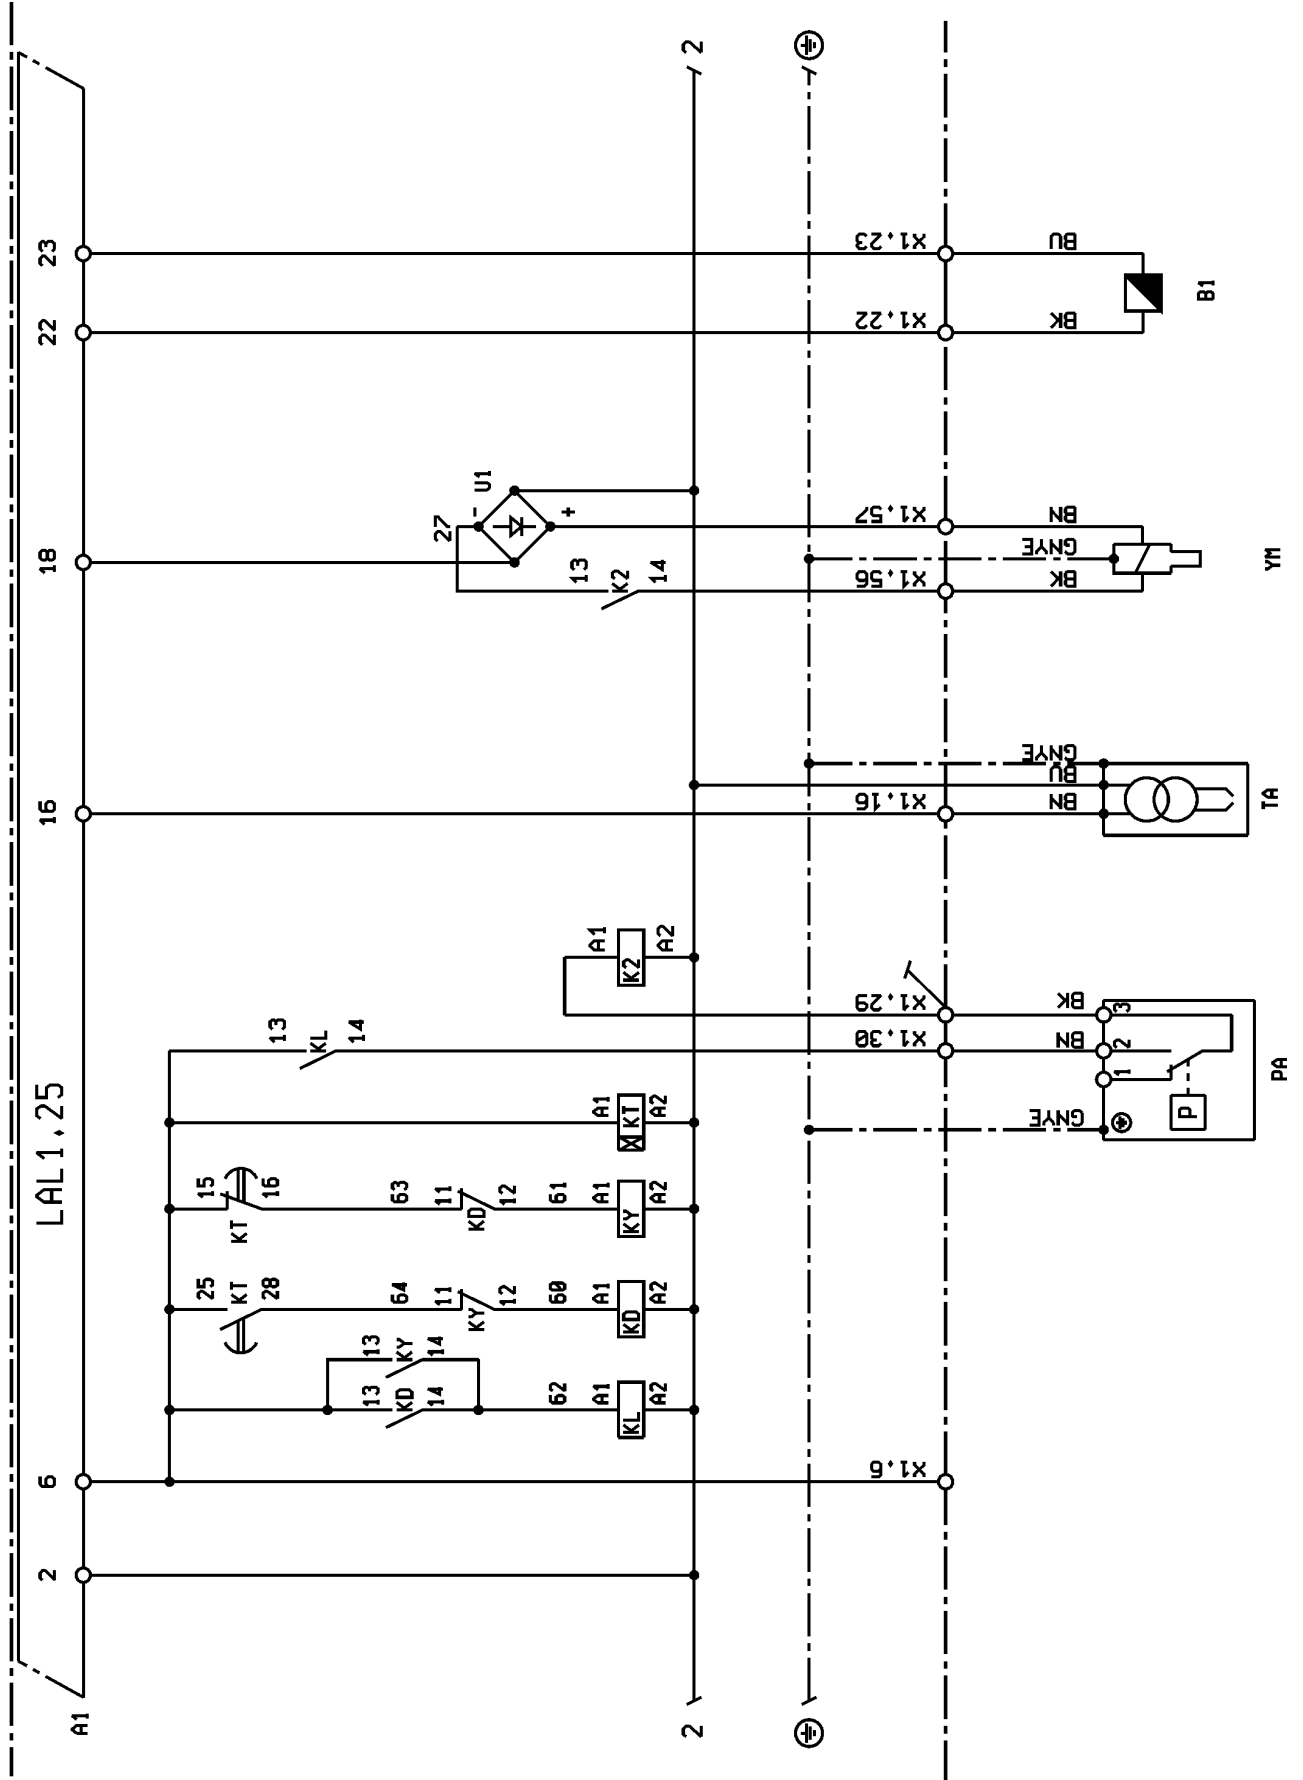 A1
LAL1.25
2
6
16
18
22
23
13
KL
14
15
KT
16
25
KT
28
63
11
KD
12
61
64
11
KY
12
60
13
KY
14
13
KD
14
62
A1
KT
A2
A1
KY
A2
A1
KD
A2
A1
KL
A2
A1
K2
A2
27
U1
-
+
13
K2
14
2
2
X1.6
X1.30
X1.29
X1.16
X1.56
X1.57
X1.22
X1.23
GNYE
BN
BK
BN
BU
GNYE
BK
GNYE
BN
BK
BU
1
2
3
P
PA
TA
YM
B1